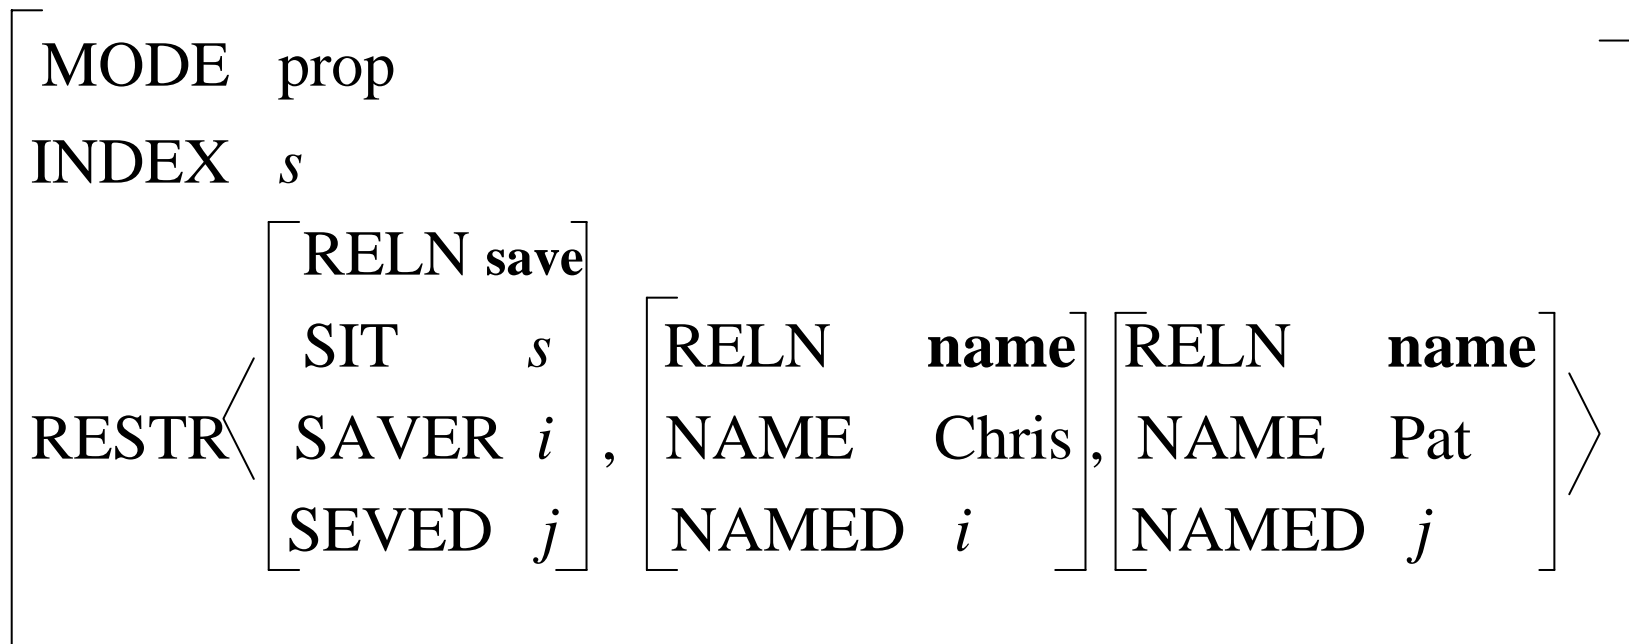 MODE prop
INDEX s
RELN save
SIT s RELN name RELN name
RESTR SAVER i , NAME Chris , NAME Pat
SEVED j NAMED i NAMED j